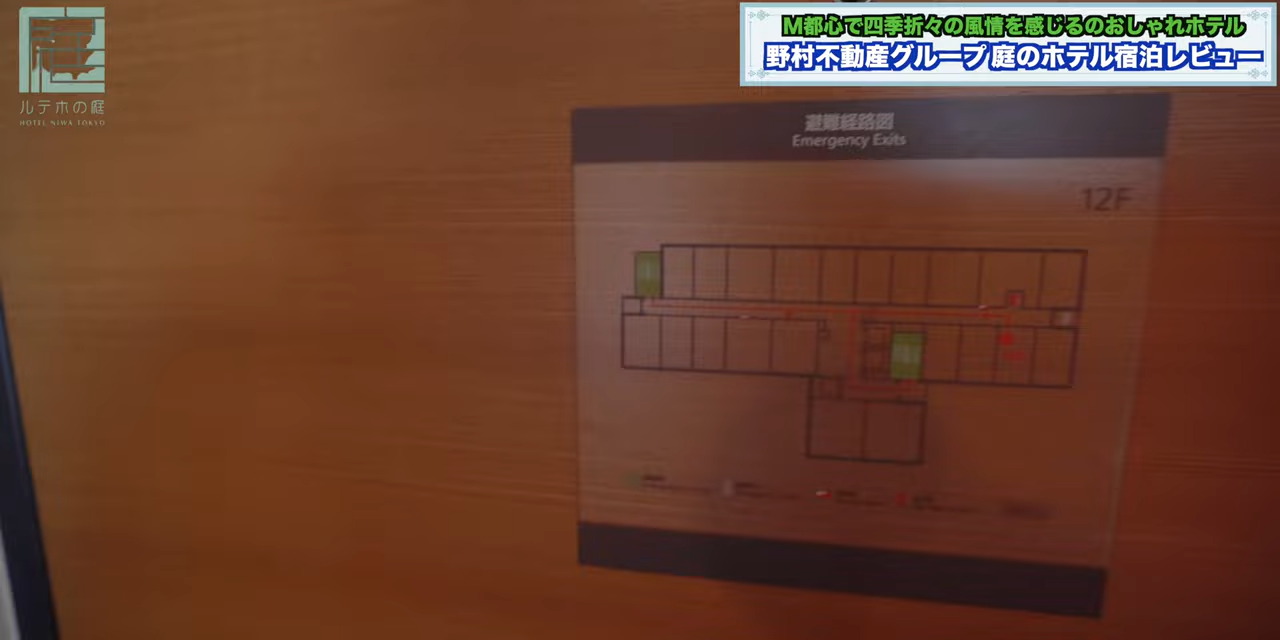 ルテホの庭
HOTEL NIWA TOKYO
M都心で四季折々の風情を感じるのおしゃれホテル
野村不動産グループ 庭のホテル宿泊レビュー
避難経路図
Emergency Exits
12F